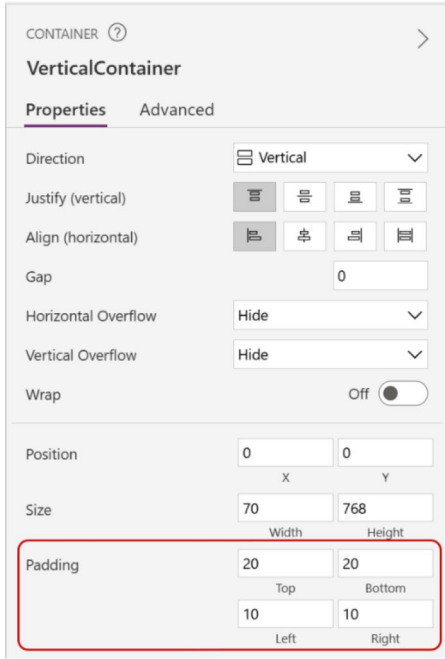 CONTAINER ?
VerticalContainer
Properties Advanced
Direction Vertical
Justify (vertical)
Align (horizontal)
Gap 0
Horizontal Overflow Hide
Vertical Overflow Hide
Wrap Off
Position 0 0
X Y
Size 70 768
Width Height
Padding 20 20
Top Bottom
10 10
Left Right